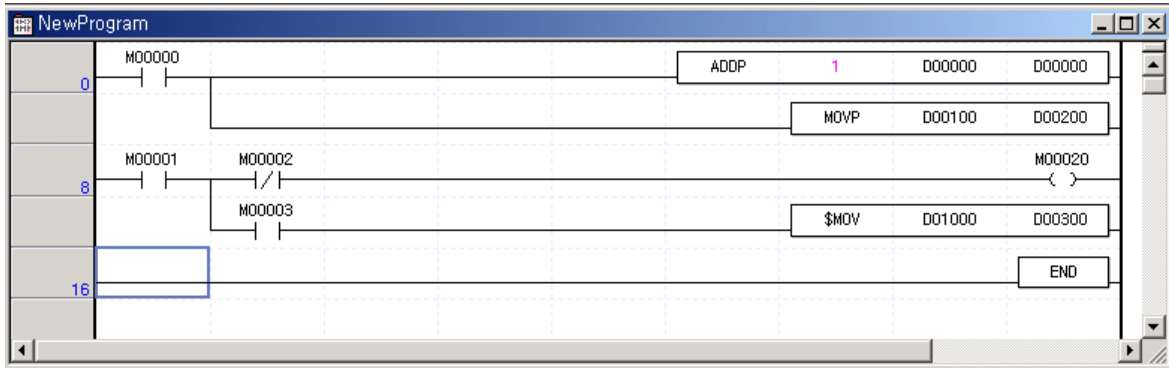 NewProgram
M00000
0
ADDP 1 D00000 D00000
MOVP D00100 D00200
M00001 M00002 M00020
8
M00003
$MOV D01000 D00300
16
END